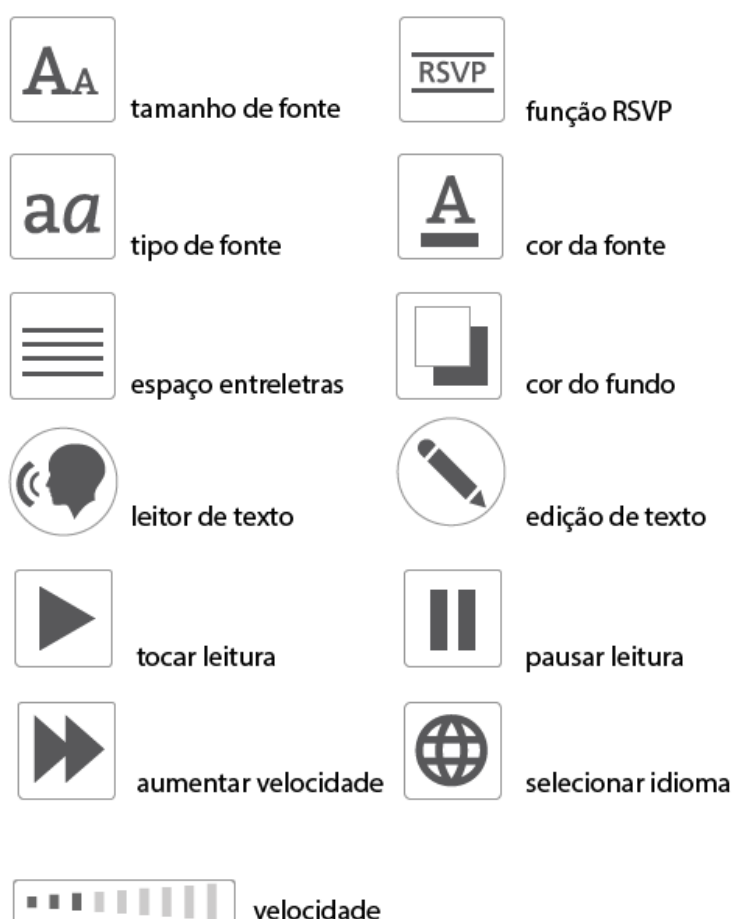 AA
tamanho de fonte
RSVP
função RSVP
aa
tipo de fonte
A
cor da fonte
espaço entreletras
cor do fundo
leitor de texto
edição de texto
tocar leitura
pausar leitura
aumentar velocidade
selecionar idioma
velocidade